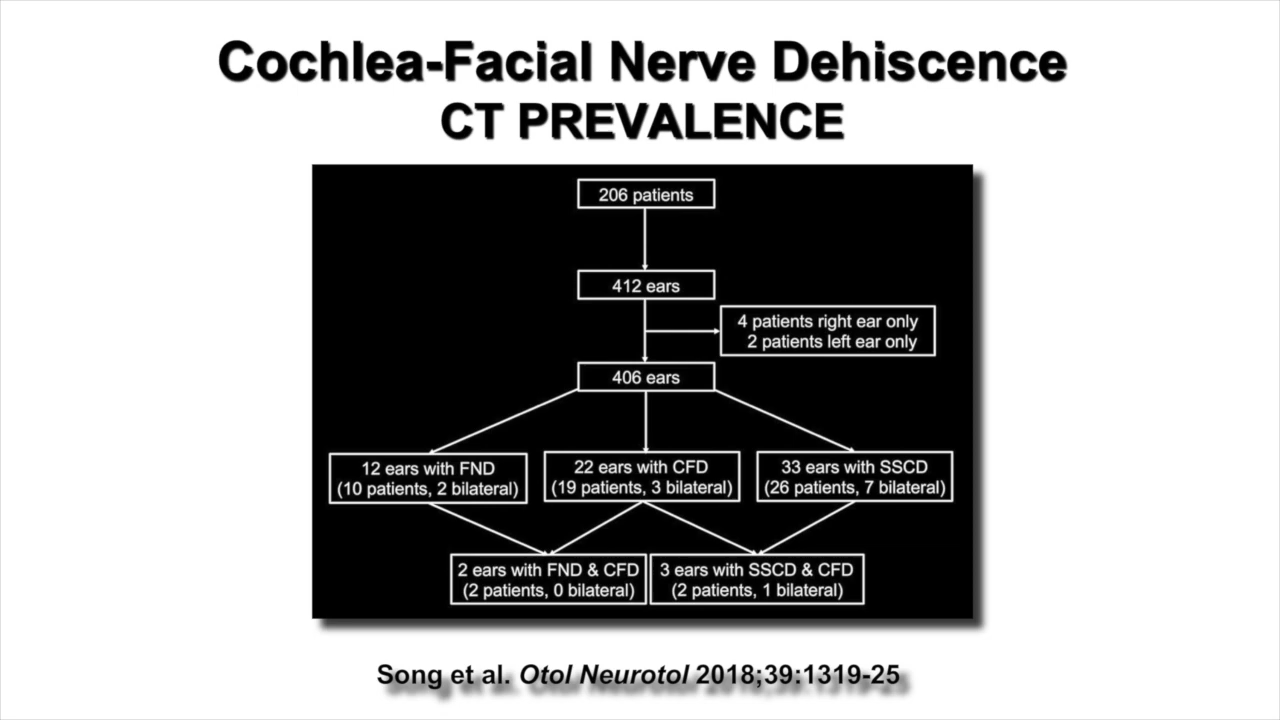 Cochlea-Facial Nerve Dehiscence
CT PREVALENCE
206 patients
412 ears
4 patients right ear only
2 patients left ear only
406 ears
12 ears with FND
(10 patients, 2 bilateral)
22 ears with CFD
(19 patients, 3 bilateral)
33 ears with SSCD
(26 patients, 7 bilateral)
2 ears with FND & CFD
(2 patients, 0 bilateral)
3 ears with SSCD & CFD
(2 patients, 1 bilateral)
Song et al. Otol Neurotol 2018;39:1319-25